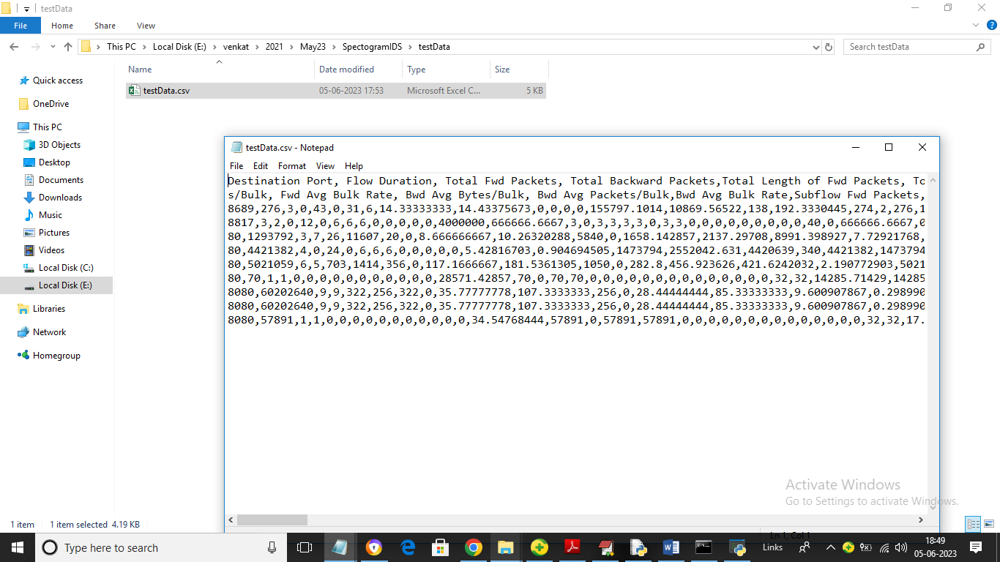 testData
File Home Share View
This PC Local Disk (E:) venkat 2021 May23 SpectogramIDS testData
Search testData
Name Date modified Type Size
testData.csv 05-06-2023 17:53 Microsoft Excel C... 5 KB
Quick access
OneDrive
This PC
3D Objects
Desktop
Documents
Downloads
Music
Pictures
Videos
Local Disk (C:)
Local Disk (E:)
Libraries
Network
Homegroup
testData.csv - Notepad
File Edit Format View Help
Destination Port, Flow Duration, Total Fwd Packets, Total Backward Packets,Total Length of Fwd Packets, To
s/Bulk, Fwd Avg Bulk Rate, Bwd Avg Bytes/Bulk, Bwd Avg Packets/Bulk,Bwd Avg Bulk Rate,Subflow Fwd Packets,
8689,276,3,0,43,0,31,6,14.33333333,14.43375673,0,0,0,0,155797.1014,10869.56522,138,192.3330445,274,2,276,1
8817,3,2,0,12,0,6,6,6,0,0,0,0,0,4000000,666666.6667,3,0,3,3,3,3,0,3,3,0,0,0,0,0,0,0,0,0,40,0,666666.6667,0
80,1293792,3,7,26,11607,20,0,8.666666667,10.26320288,5840,0,1658.142857,2137.29708,8991.398927,7.72921768,
80,4421382,4,0,24,0,6,6,6,0,0,0,0,0,5.42816703,0.904694505,1473794,2552042.631,4420639,340,4421382,1473794
80,5021059,6,5,703,1414,356,0,117.1666667,181.5361305,1050,0,282.8,456.923626,421.6242032,2.190772903,5021
80,70,1,1,0,0,0,0,0,0,0,0,0,0,0,28571.42857,70,0,70,70,0,0,0,0,0,0,0,0,0,0,0,0,0,0,32,32,14285.71429,14285
8080,60202640,9,9,322,256,322,0,35.77777778,107.3333333,256,0,28.44444444,85.33333333,9.600907867,0.298990
8080,60202640,9,9,322,256,322,0,35.77777778,107.3333333,256,0,28.44444444,85.33333333,9.600907867,0.298990
8080,57891,1,1,0,0,0,0,0,0,0,0,0,0,0,34.54768444,57891,0,57891,57891,0,0,0,0,0,0,0,0,0,0,0,0,0,0,32,32,17.
Activate Windows
Go to Settings to activate Windows.
1 item 1 item selected 4.19 KB
Ln 1, Col 1
Type here to search
Links
18:49
05-06-2023